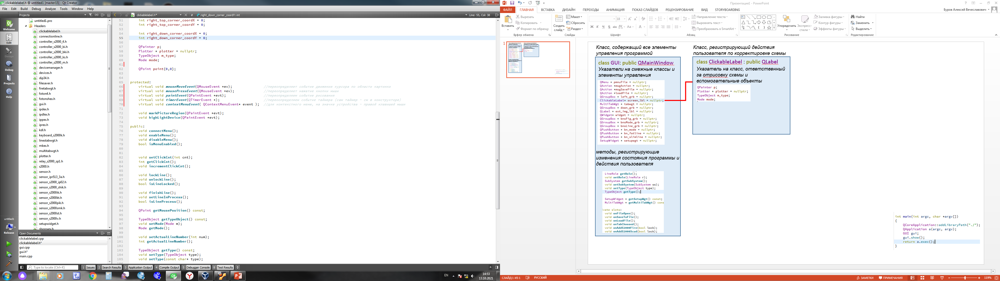 clickablelabel.h @ untitled1 [master15] - Qt Creator
File Edit Build Debug Analyze Tools Window Help
Projects
clickablelabel.h*
#
right_down_corner_coordY: int
Line: 55, Col: 38
Welcome
Edit
Design
Debug
Projects
Help
untitled1
Release
untitled1.pro
Headers
clickablelabel.h
connectionline.h
controller_s2000_4.h
controller_s2000_bi.h
controller_s2000_bki.h
controller_s2000_ks.h
controller_s2000_m.h
devicemanager.h
devices.h
dip34.h
filesaver.h
firetabwgt.h
foton4.h
fotonshex.h
gui.h
ipdex.h
ipdlex.h
ippex.h
iprex.h
kdl.h
keyboard_s2000k.h
linestabwgt.h
mkex.h
multitabwgt.h
plotter.h
relay_s2000_sp1.h
s2000.h
sensor.h
sensor_ipr513_3a.h
sensor_s2000_ip02.h
sensor_s2000_shik.h
sensor_s2000ik.h
sensor_s2000kt.h
sensor_s2000pik.h
sensor_s2000smk.h
sensor_s2000st.h
sensor_s2000v.h
setupwidget.h
shoroxex.h
Open Documents
clickablelabel.cpp
clickablelabel.h*
gui.cpp
gui.h*
main.cpp
51 int right_top_corner_coordX = 0;
52 int right_top_corner_coordY = 0;
53
54 int right_down_corner_coordX = 0;
55 int right_down_corner_coordY = 0;
56
57 QPainter p;
58 Plotter * plotter = nullptr;
59 TypeObject m_type;
60 Mode mode;
61
62 QPoint point{0,0};
63
64
65 protected:
66 virtual void mouseMoveEvent(QMouseEvent *ev); //переопределяет событие движения курсора по области картинки
67 virtual void mousePressEvent(QMouseEvent *ev); //переопределяет нажатие кнопки мыши
68 virtual void paintEvent(QPaintEvent *evt); //переопределяем событие рисования
69 virtual void timerEvent(QTimerEvent *); //переопределяем событие таймера (сам таймер - см в конструкторе)
70 virtual void contextMenuEvent( QContextMenuEvent* event ); //для контекстного меню, на значке устройства - правой клавишей мыши
71
72 void markPictureRegion(QPaintEvent *evt);
73 void highLightDevice(QPaintEvent *evt);
74
75 public:
76 void connectMenu();
77 void enableMenu();
78 void disableMenu();
79 bool isMenuEnabled();
80
81
82 void setClickCnt(int cnt);
83 int getClickCnt();
84 void incrementClickCnt();
85
86 void lockLine();
87 void unlockLine();
88 bool isLineLocked();
89
90 void finishLine();
91 void setLineInProcess();
92 bool isLineProcess();
93
94 QPoint getMousePosition() const;
95
96 TypeObject getTypeObject() const;
97 void setMode(Mode m);
98 Mode getMode();
99
100 void setActualLineNumber(int num);
101 int getActualLineNumber();
102
103 TypeObject getType() const;
104 void setType(TypeObject type);
105 void setType(const char* type);
Type to locate (Ctrl+K)
1 Issues 2 Search Results 3 Application Output 4 Compile Output 5 Debugger Console 8 Test Results
EN
14:53
13.10.2021
Презентация1 - PowerPoint
ФАЙЛ ГЛАВНАЯ ВСТАВКА ДИЗАЙН ПЕРЕХОДЫ АНИМАЦИЯ ПОКАЗ СЛАЙДОВ РЕЦЕНЗИРОВАНИЕ ВИД STORYBOARDING
Буров Алексей Вячеславович
Вставить
Вырезать
Копировать
Формат по образцу
Буфер обмена
Создать слайд
Макет
Сбросить
Раздел
Слайды
18
Ж К Ч S abc AV Aa A
Шрифт
Направление текста
Выровнять текст
Преобразовать в SmartArt
Абзац
Упорядочить
Экспресс-стили
Заливка фигуры
Контур фигуры
Эффекты фигуры
Рисование
Найти
Заменить
Выделить
Редактирование
1
Класс, содержащий все элементы
управления программой
class GUI: public QMainWindow
Указатели на смежные классы и
элементы управления
QMenu * pmnuFile = nullptr;
QAction *msgAction = nullptr;
QAction *msgSaveFile = nullptr;
QAction *loadFile = nullptr;
QGroupBox * left_grb = nullptr;
ClickableLabel* screen_lbl = nullptr;
MultiTabWgt * tabwgt = nullptr;
QGroupBox * down_grb = nullptr;
QLabel * ext_img_lbl = nullptr;
QWidget* widget = nullptr;
QGroupBox * bnsFig_grb = nullptr;
QGroupBox * bnsMode_grb = nullptr;
QGroupBox * bnsLine_grb = nullptr;
QPushButton * bn_mode = nullptr;
QPushButton * bn_fatline = nullptr;
QPushButton * bn_slimline = nullptr;
SetupWidget * setupwgt = nullptr;
методы, регистрирующие
изменения состояния программы и
действия пользователя
LineRole getRole();
void setRole(LineRole r);
SubSystem getSubSystem();
void setSubSystem(SubSystem ss);
void setType(TypeObject type);
TypeObject getType();
SetupWidget * getSetupWgt() const;
MultiTabWgt * getMultiTabWgt() cons
ivate slots:
void onFileOpen();
void onSaveToFile();
void onLoadFile();
void onTabChoosed();
void onAddS2000Fire(bool lock);
void onAddS2000Scud(bool lock);
Класс, регистрирующий действия
пользователя по корректировке схемы
class ClickableLabel : public QLabel
Указатель на класс, ответственный
за отрисовку схемы и
вспомогательные объекты
QPainter p;
Plotter * plotter = nullptr;
TypeObject m_type;
Mode mode;
int main(int argc, char *argv[])
{
QCoreApplication::addLibraryPath("./");
QApplication a(argc, argv);
GUI gui;
gui.show();
return a.exec();
}
СЛАЙД 1 ИЗ 1
РУССКИЙ
ЗАМЕТКИ
ПРИМЕЧАНИЯ
119%